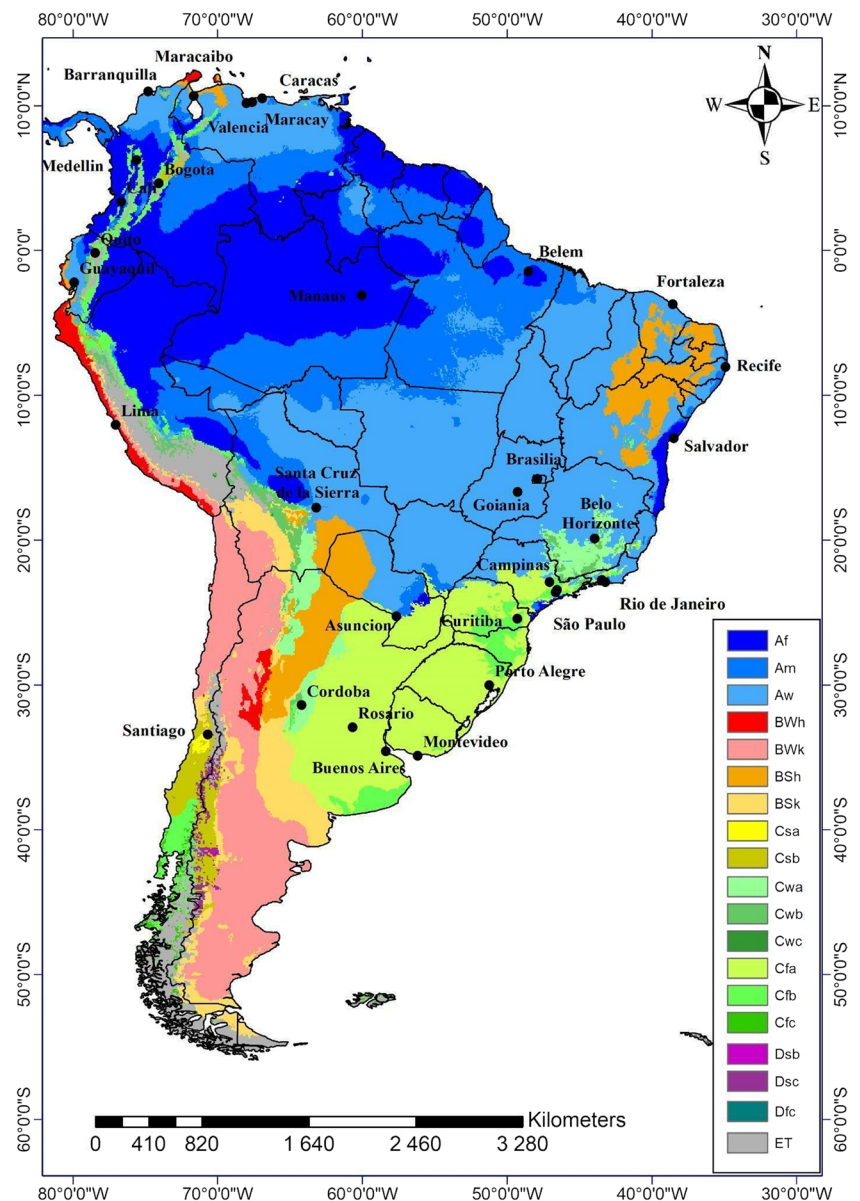 80°0'0"W 70°0'0"W 60°0'0"W 50°0'0"W 40°0'0"W 30°0'0"W
N
W E
S
10°0'0"N
0°0'0"
10°0'0"S
20°0'0"S
30°0'0"S
40°0'0"S
50°0'0"S
60°0'0"S
10°0'0"N
0°0'0"
10°0'0"S
20°0'0"S
30°0'0"S
40°0'0"S
50°0'0"S
60°0'0"S
Maracaibo
Barranquilla
Caracas
Valencia
Maracay
Medellin
Bogota
Cali
Quito
Guayaquil
Belem
Manaus
Fortaleza
Recife
Lima
Salvador
Brasilia
Santa Cruz
de la Sierra
Goiania
Belo
Horizonte
Campinas
Rio de Janeiro
São Paulo
Asuncion
Curitiba
Porto Alegre
Cordoba
Rosario
Santiago
Montevideo
Buenos Aires
Af
Am
Aw
BWh
BWk
BSh
BSk
Csa
Csb
Cwa
Cwb
Cwc
Cfa
Cfb
Cfc
Dsb
Dsc
Dfc
ET
Kilometers
0 410 820 1 640 2 460 3 280
80°0'0"W 70°0'0"W 60°0'0"W 50°0'0"W 40°0'0"W 30°0'0"W